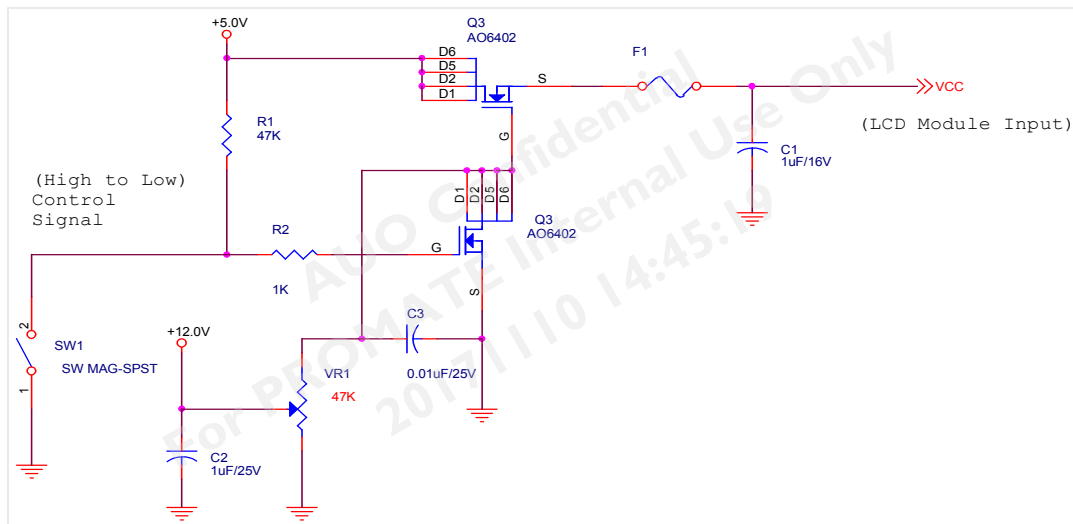 +5.0V
Q3
AO6402
D6
D5
D2
D1
S
G
F1
VCC
(LCD Module Input)
C1
1uF/16V
R1
47K
(High to Low)
Control
Signal
D1
D2
D5
D6
Q3
AO6402
G
S
R2
1K
2
SW1
SW MAG-SPST
1
+12.0V
C3
0.01uF/25V
VR1
47K
C2
1uF/25V
AUO Confidential
For PROMATE Internal Use Only
20171110 14:45:19